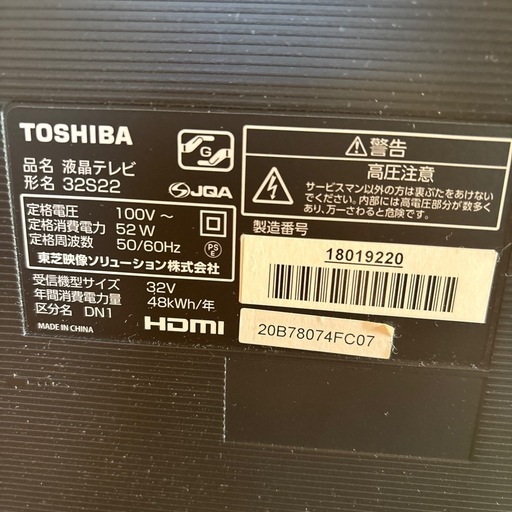 TOSHIBA
品名 液晶テレビ
形名 32S22
G
JQA
定格電圧 100V～
定格消費電力 52W
定格周波数 50/60Hz
PS
E
東芝映像ソリューション株式会社
受信機型サイズ 32V
年間消費電力量 48kWh/年
区分名 DN1
MADE IN CHINA
HDMI
⚠警告
高圧注意
サービスマン以外の方は裏ぶたをあけない
でください。内部には高電圧部分が数多く
あり、万一さわると危険です。
製造番号
18019220
20B78074FC07